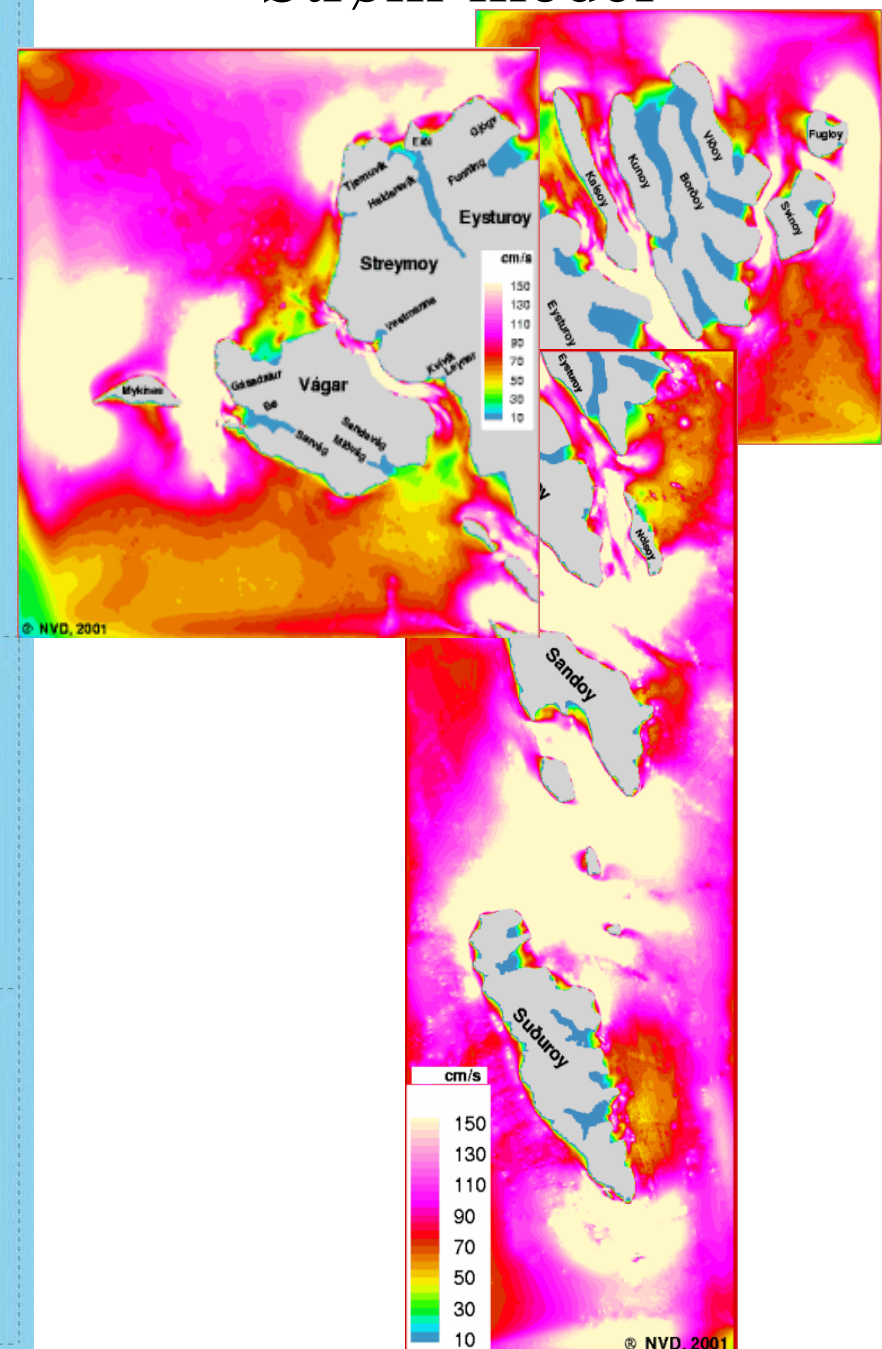 Fugloy
Viðoy
Gjógv
Eiði
Kunoy
Tjørnuvík
Funning
Kalsoy
Borðoy
Haldarsvík
Svínoy
Eysturoy
cm/s
Streymoy
150
130
110
90
70
50
30
10
Vestmanna
Eysturoy
Kvívík
Leynar
Eysturoy
Gásadalur
Vágar
Mykines
Bø
Sandavág
Miðvág
Sørvág
oy
Nólsoy
® NVD, 2001
Sandoy
Suðuroy
cm/s
150
130
110
90
70
50
30
10
® NVD, 2001